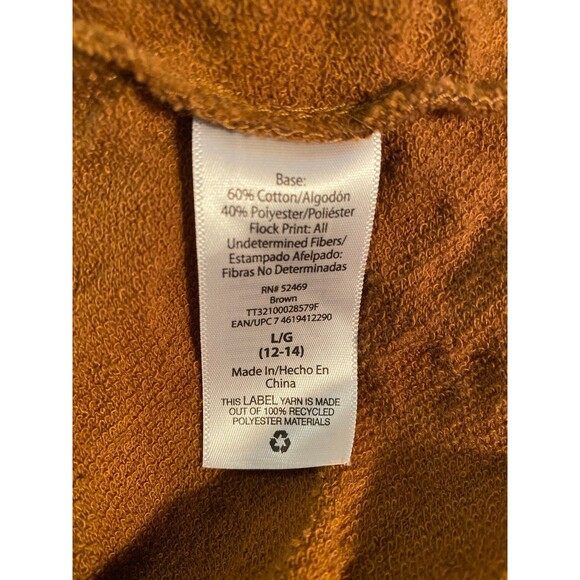 Base:
60% Cotton/Algodón
40% Polyester/Poliéster
Flock Print: All
Undetermined Fibers/
Estampado Afelpado:
Fibras No Determinadas
RN# 52469
Brown
TT32100028579F
EAN/UPC 7 4619412290
L/G
(12-14)
Made In/Hecho En
China
THIS LABEL YARN IS MADE
OUT OF 100% RECYCLED
POLYESTER MATERIALS